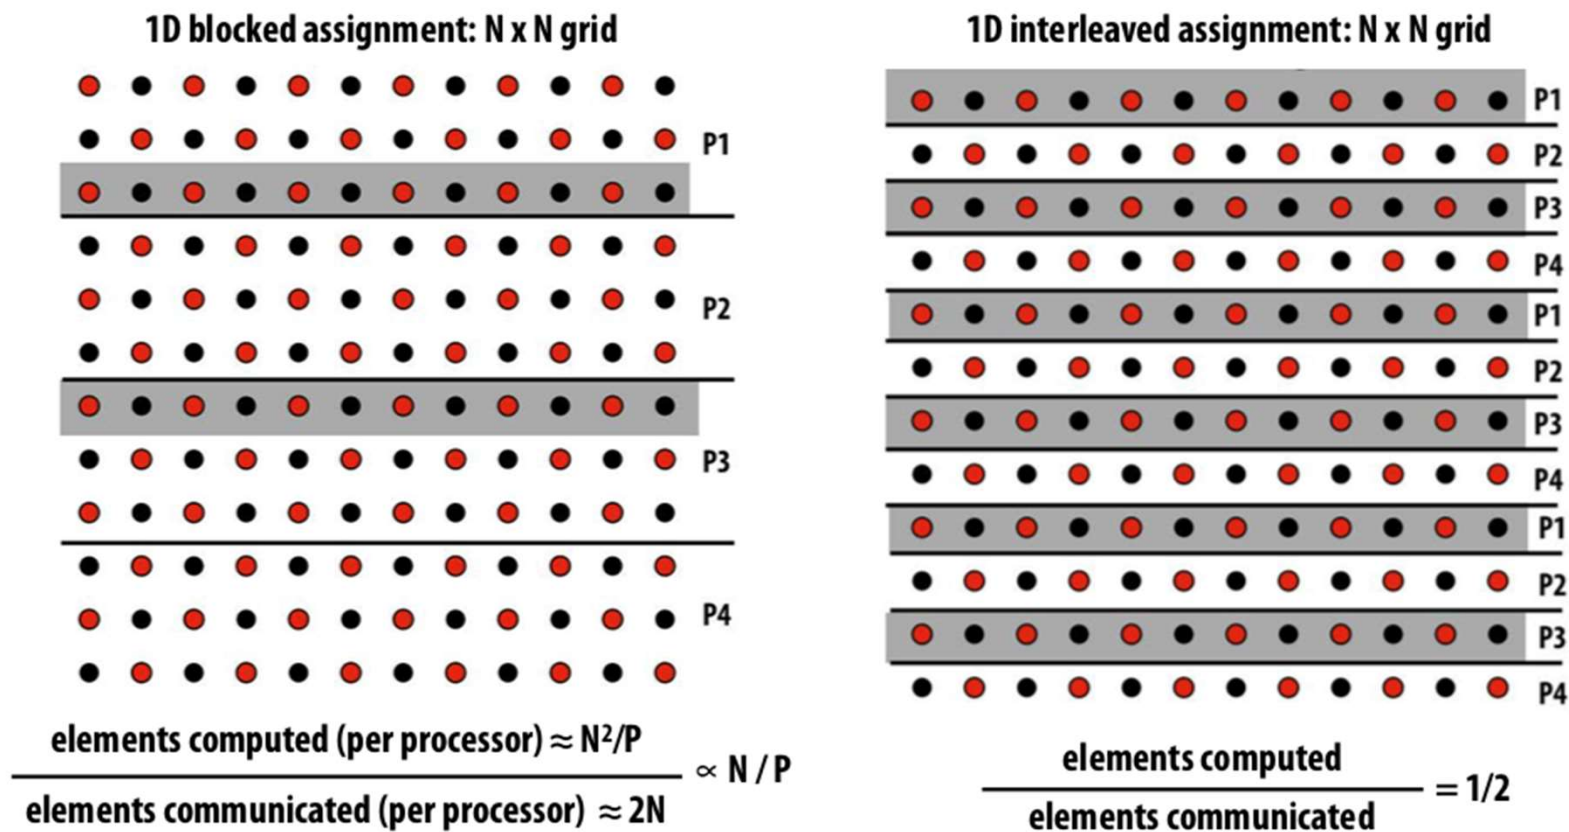 1D blocked assignment: N x N grid
P1
P2
P3
P4
elements computed (per processor) ≈ N²/P
elements communicated (per processor) ≈ 2N
∝ N / P
1D interleaved assignment: N x N grid
P1
P2
P3
P4
P1
P2
P3
P4
P1
P2
P3
P4
elements computed
elements communicated
= 1/2